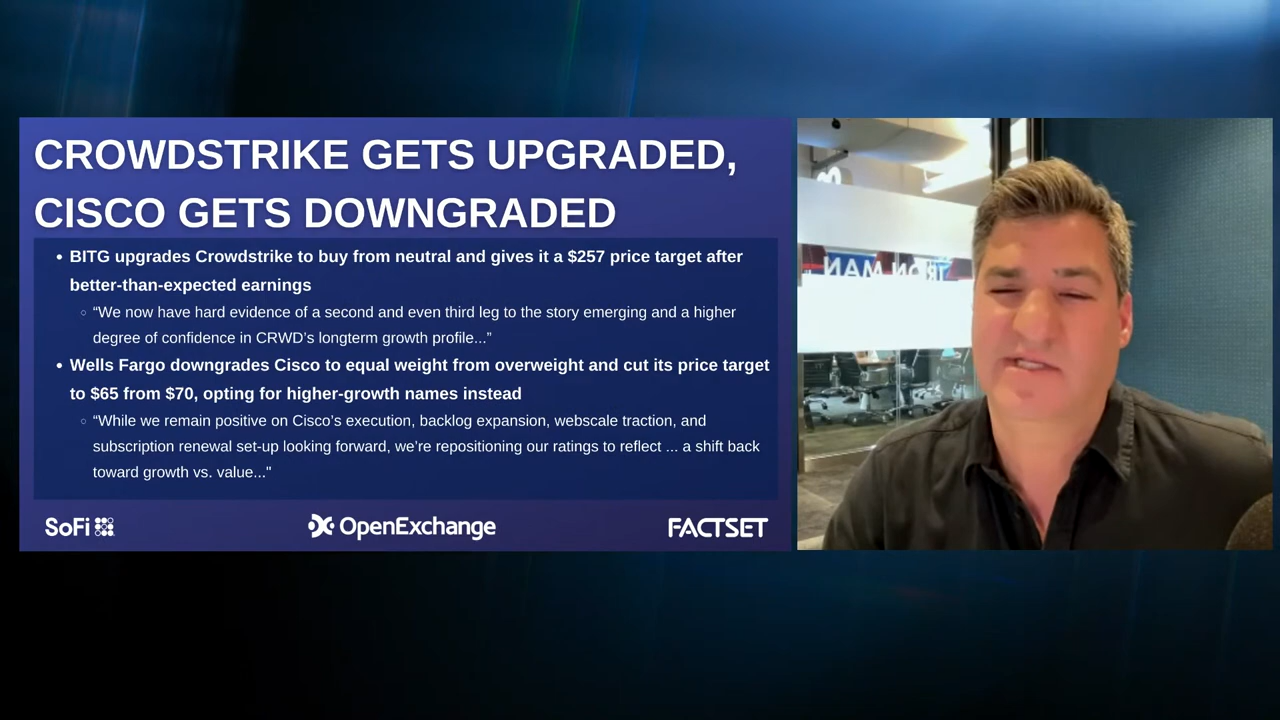 CROWDSTRIKE GETS UPGRADED,
CISCO GETS DOWNGRADED
• BITG upgrades Crowdstrike to buy from neutral and gives it a $257 price target after
better-than-expected earnings
○ “We now have hard evidence of a second and even third leg to the story emerging and a higher
degree of confidence in CRWD’s longterm growth profile...”
• Wells Fargo downgrades Cisco to equal weight from overweight and cut its price target
to $65 from $70, opting for higher-growth names instead
○ “While we remain positive on Cisco’s execution, backlog expansion, webscale traction, and
subscription renewal set-up looking forward, we’re repositioning our ratings to reflect ... a shift back
toward growth vs. value..."
SoFi
OpenExchange
FACTSET
IRON MAN